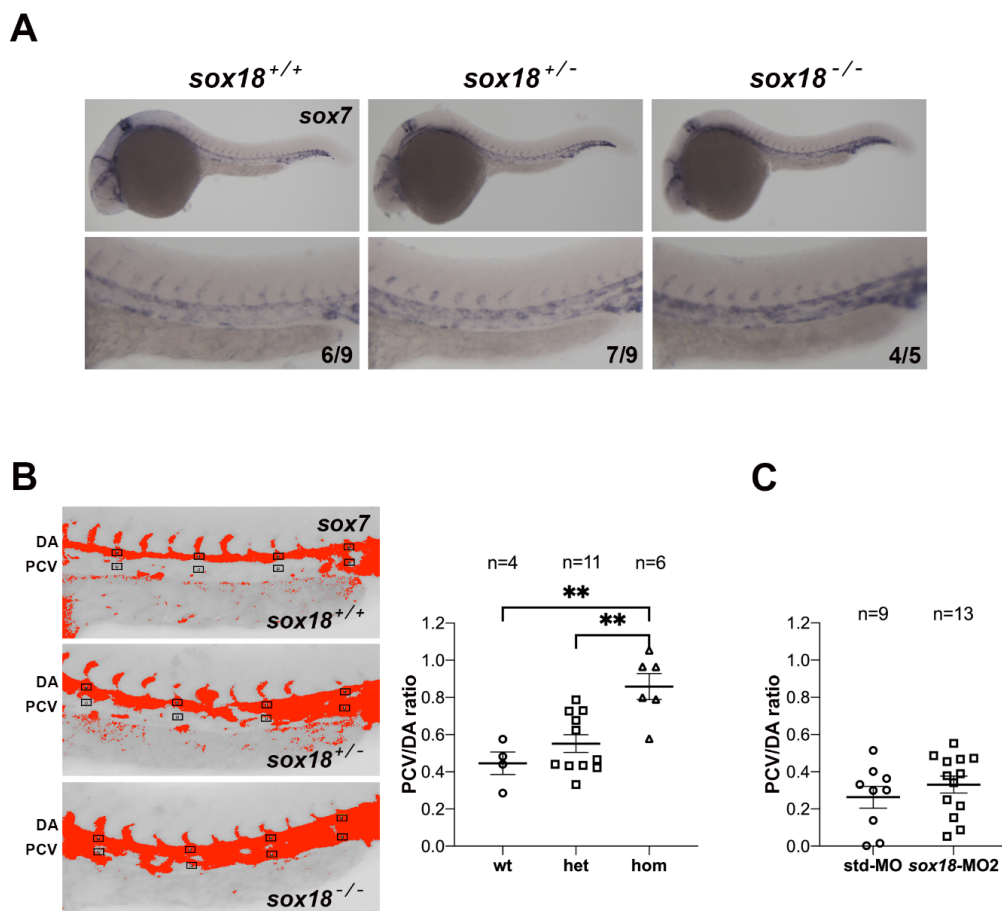 A
sox18+/+ sox18+/- sox18-/-
sox7
6/9 7/9 4/5
B
C
sox7
DA
PCV
sox18+/+
DA
PCV
sox18+/-
DA
PCV
sox18-/-
n=4 n=11 n=6
**
**
PCV/DA ratio
1.2
1.0
0.8
0.6
0.4
0.2
0.0
wt het hom
n=9 n=13
PCV/DA ratio
1.2
1.0
0.8
0.6
0.4
0.2
0.0
std-MO sox18-MO2